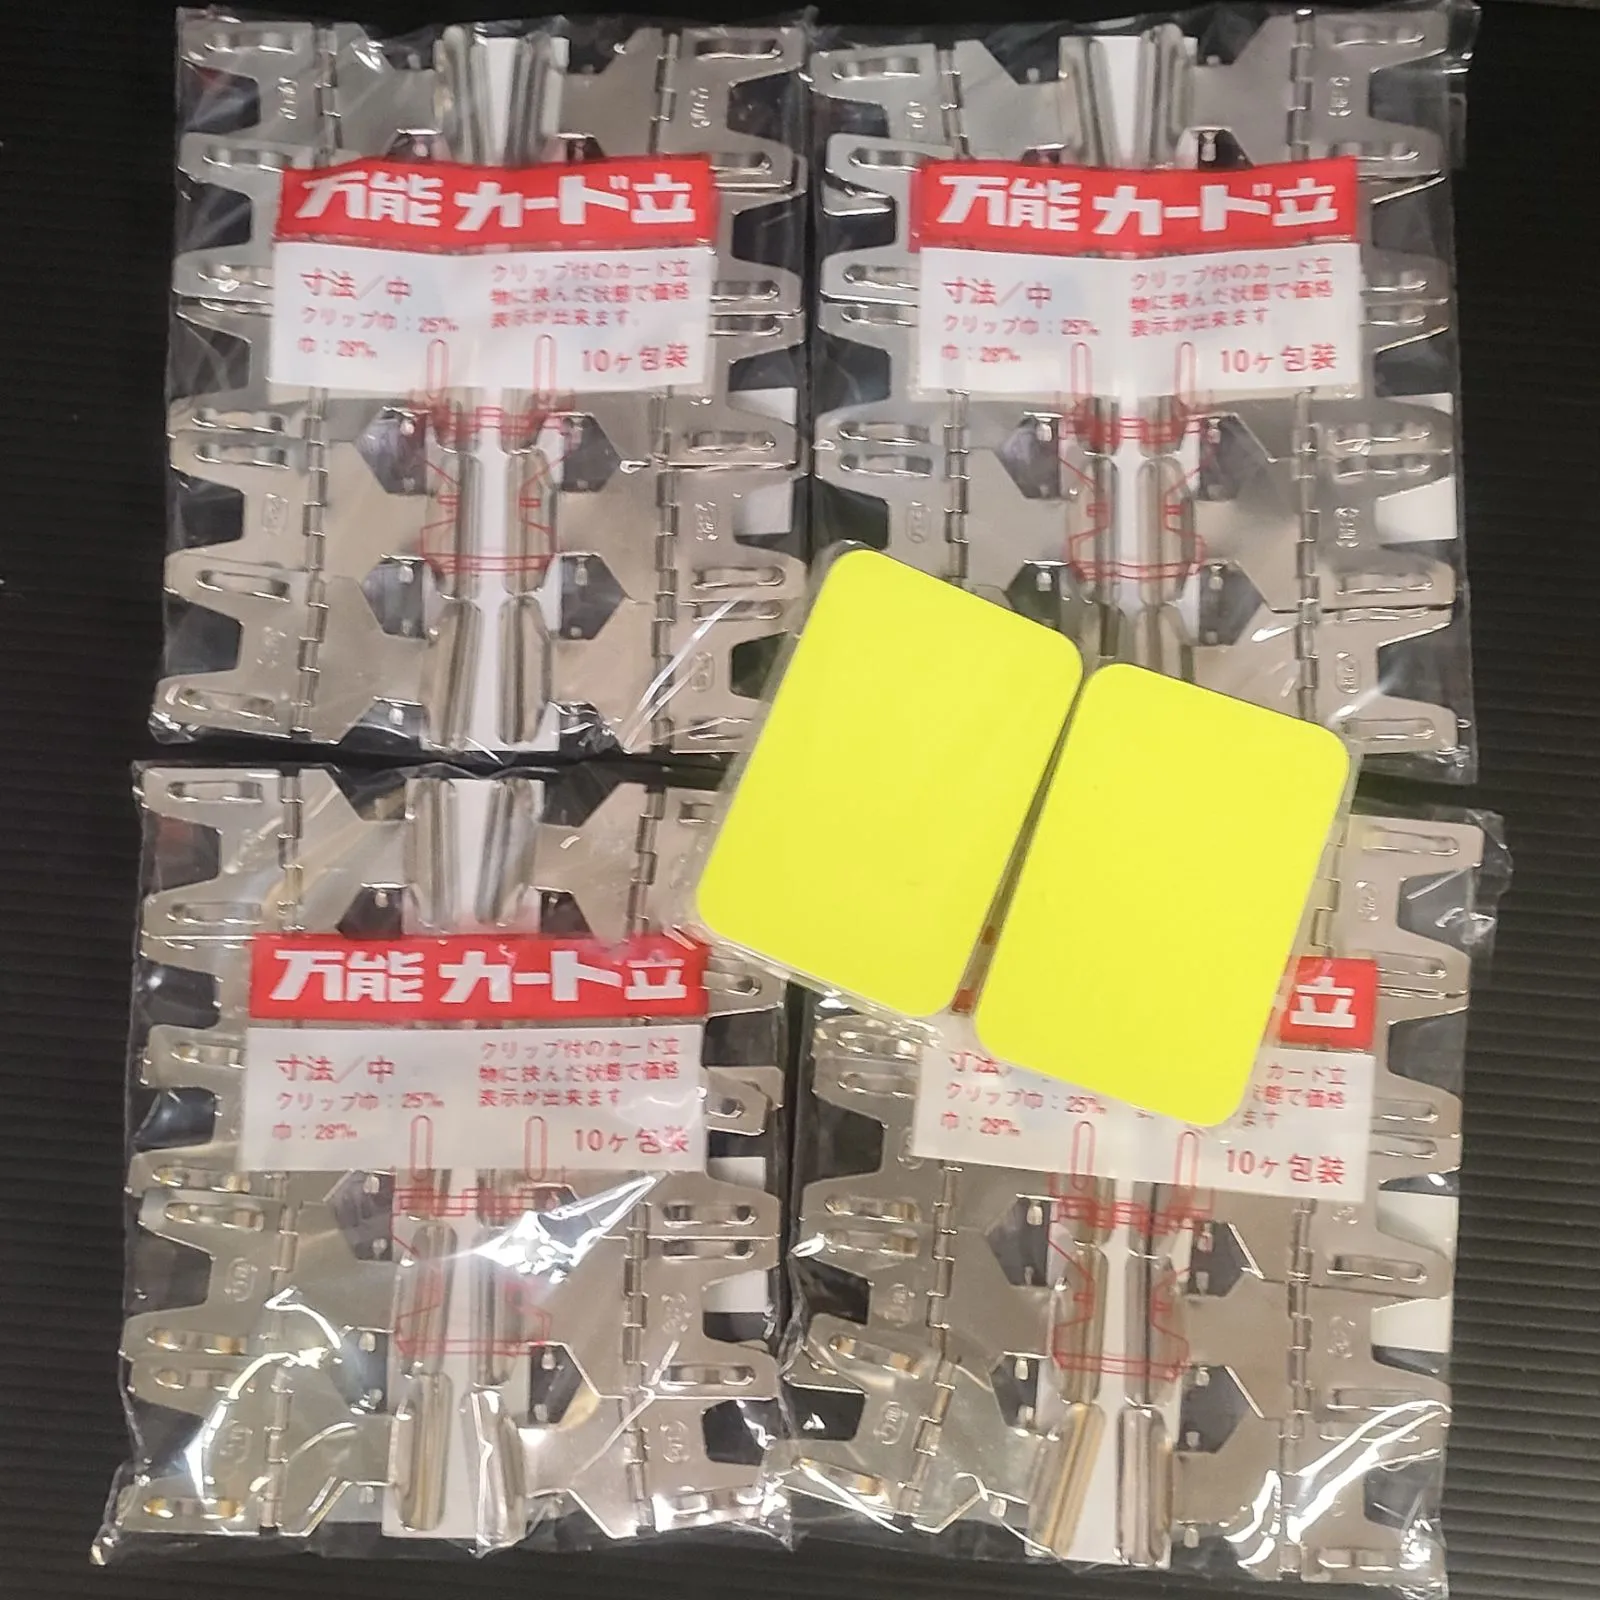 万能 カード立
寸法/中
クリップ巾:25%
巾:28‰
クリップ付のカード立
物に挟んだ状態で価格
表示が出来ます.
10ヶ包装
万能 カード立
寸法/中
クリップ巾:25‰
巾:28‰
クリップ付のカード立
物に挟んだ状態で価格
表示が出来ます.
10ヶ包装
万能 カード立
寸法/中
クリップ巾:25‰
巾:28‰
クリップ付のカード立
物に挟んだ状態で価格
表示が出来ます
10ヶ包装
立
寸法
クリップ巾:25‰
巾:28‰
カード立
態で価格
ます
10ヶ包装